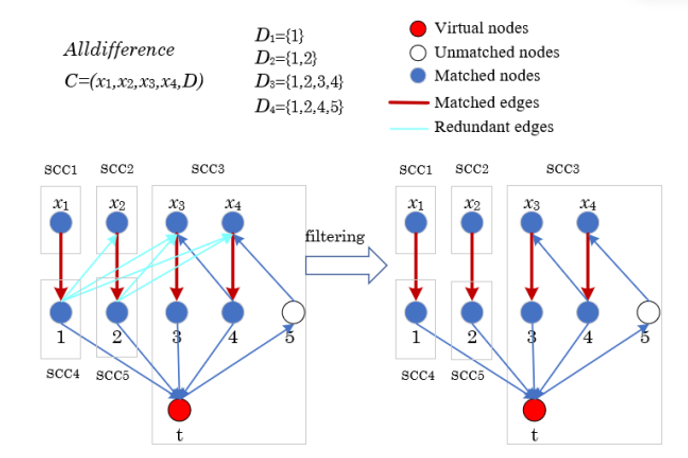 Alldifference
C=(x₁,x₂,x₃,x₄,D)
D₁={1}
D₂={1,2}
D₃={1,2,3,4}
D₄={1,2,4,5}
Virtual nodes
Unmatched nodes
Matched nodes
Matched edges
Redundant edges
SCC1 SCC2 SCC3
x₁ x₂ x₃ x₄
1 2 3 4 5
SCC4 SCC5
t
filtering
SCC1 SCC2 SCC3
x₁ x₂ x₃ x₄
1 2 3 4 5
SCC4 SCC5
t